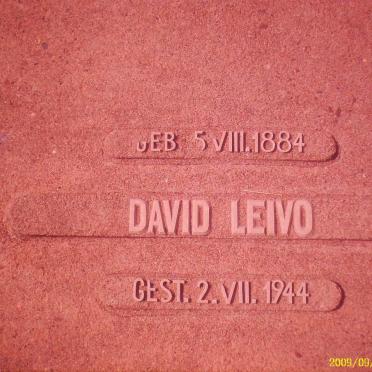 GEB. 5 VIII.1884
DAVID LEIVO
GEST. 2.VII.1944
2009/09/